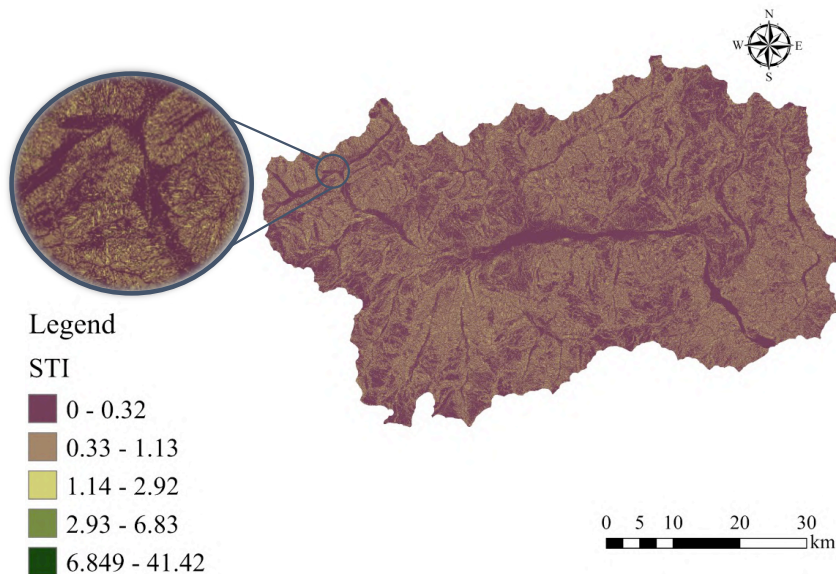 N
W E
S
Legend
STI
0 - 0.32
0.33 - 1.13
1.14 - 2.92
2.93 - 6.83
6.849 - 41.42
0 5 10 20 30
km